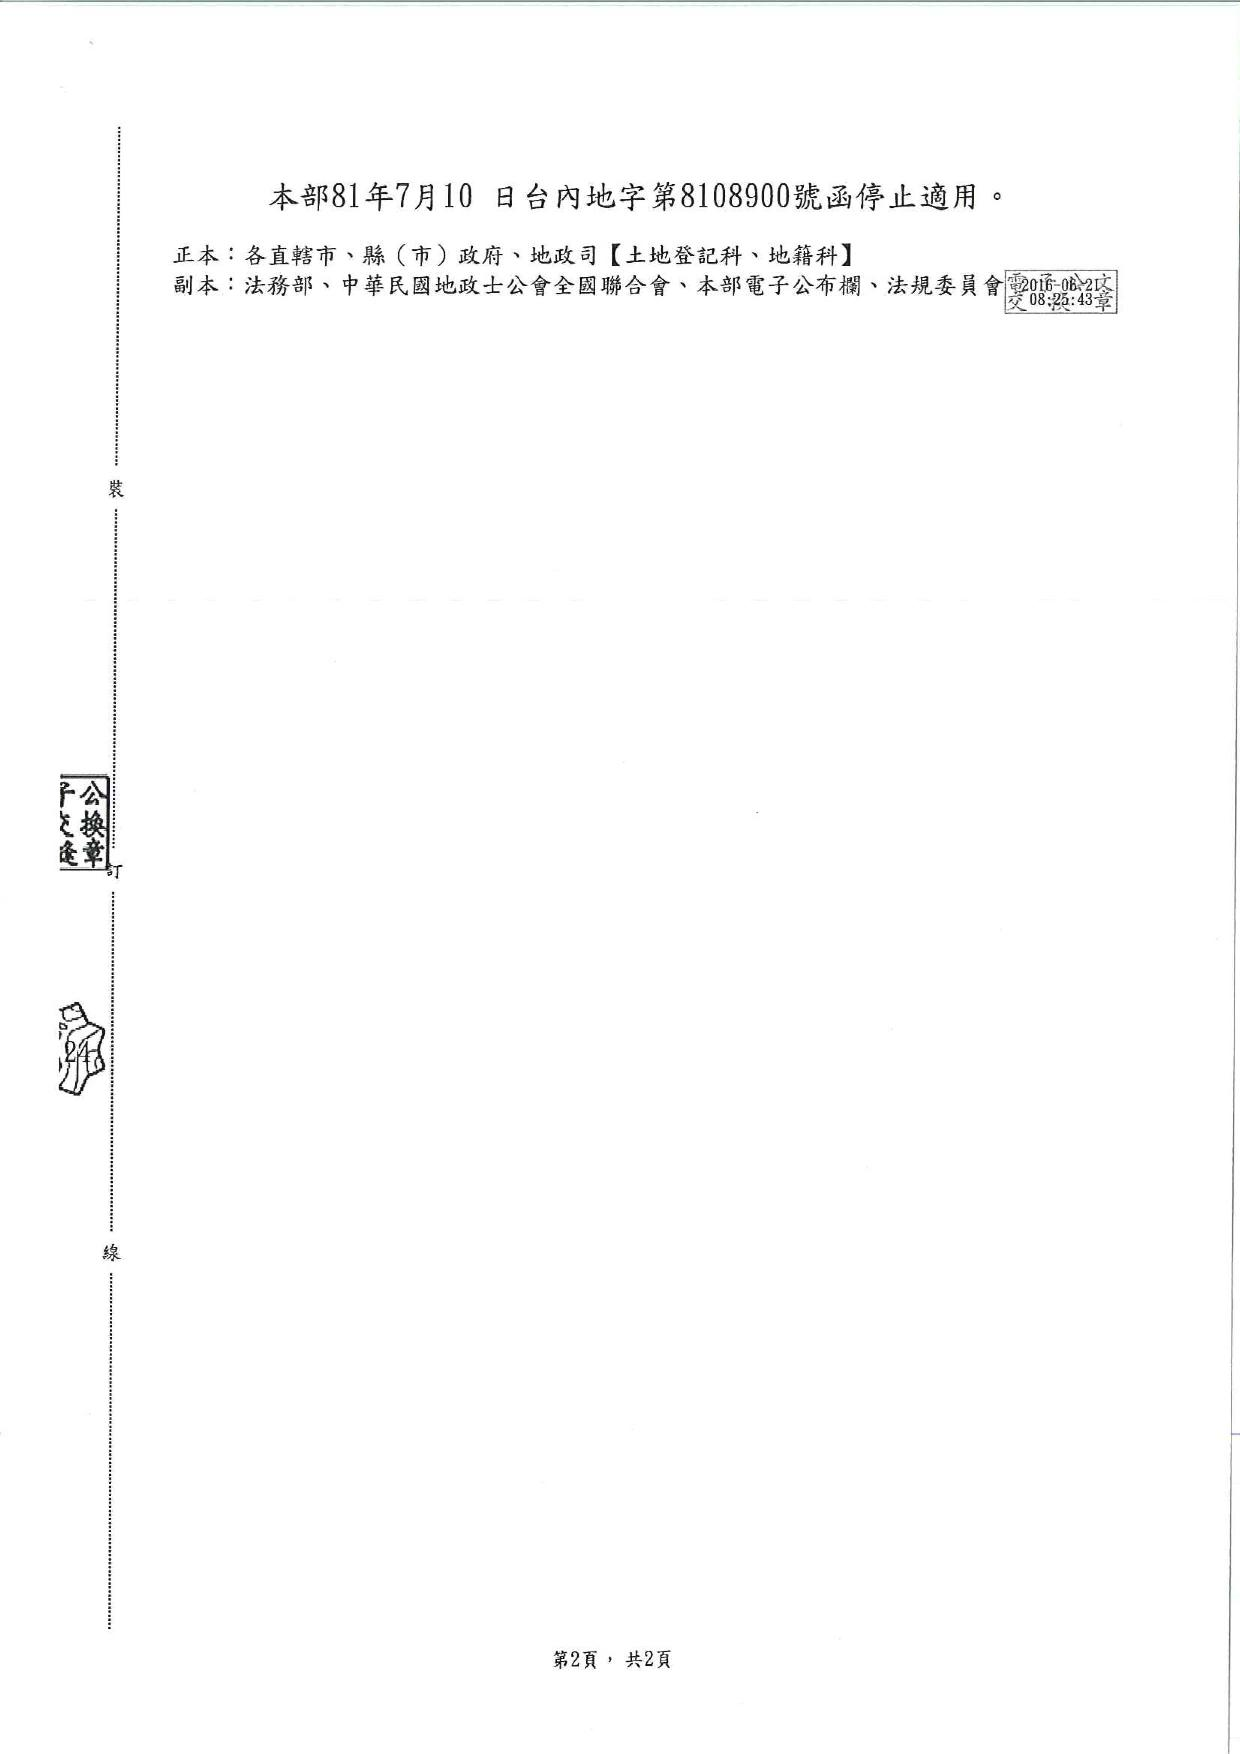 本部81年7月10 日台內地字第8108900號函停止適用。
正本：各直轄市、縣（市）政府、地政司【土地登記科、地籍科】
副本：法務部、中華民國地政士公會全國聯合會、本部電子公布欄、法規委員會
2016-06-21
08:25:43
交 換 章
裝
子 公
交 換
縫 章
訂
24
線
第2頁， 共2頁